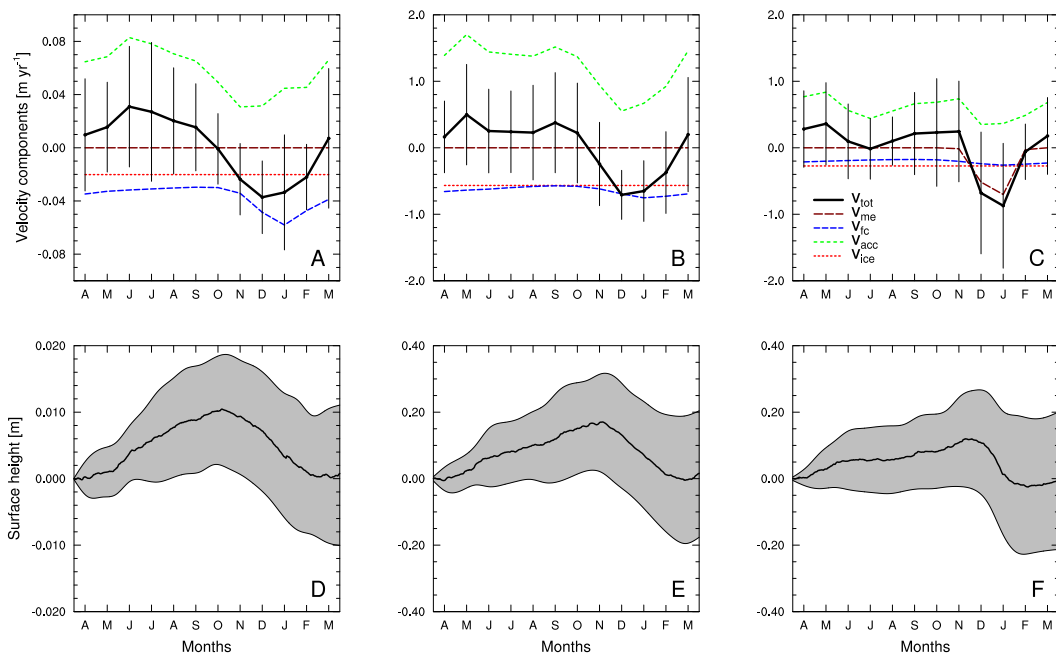 Velocity components [m yr⁻¹]
0.08
0.04
0.00
-0.04
-0.08
A M J J A S O N D J F M
A
2.0
1.0
0.0
-1.0
-2.0
A M J J A S O N D J F M
B
2.0
1.0
0.0
-1.0
-2.0
A M J J A S O N D J F M
Vtot
Vme
Vfc
Vacc
Vice
C
Surface height [m]
0.020
0.010
0.000
-0.010
-0.020
A M J J A S O N D J F M
Months
D
0.40
0.20
0.00
-0.20
-0.40
A M J J A S O N D J F M
Months
E
0.40
0.20
0.00
-0.20
-0.40
A M J J A S O N D J F M
Months
F